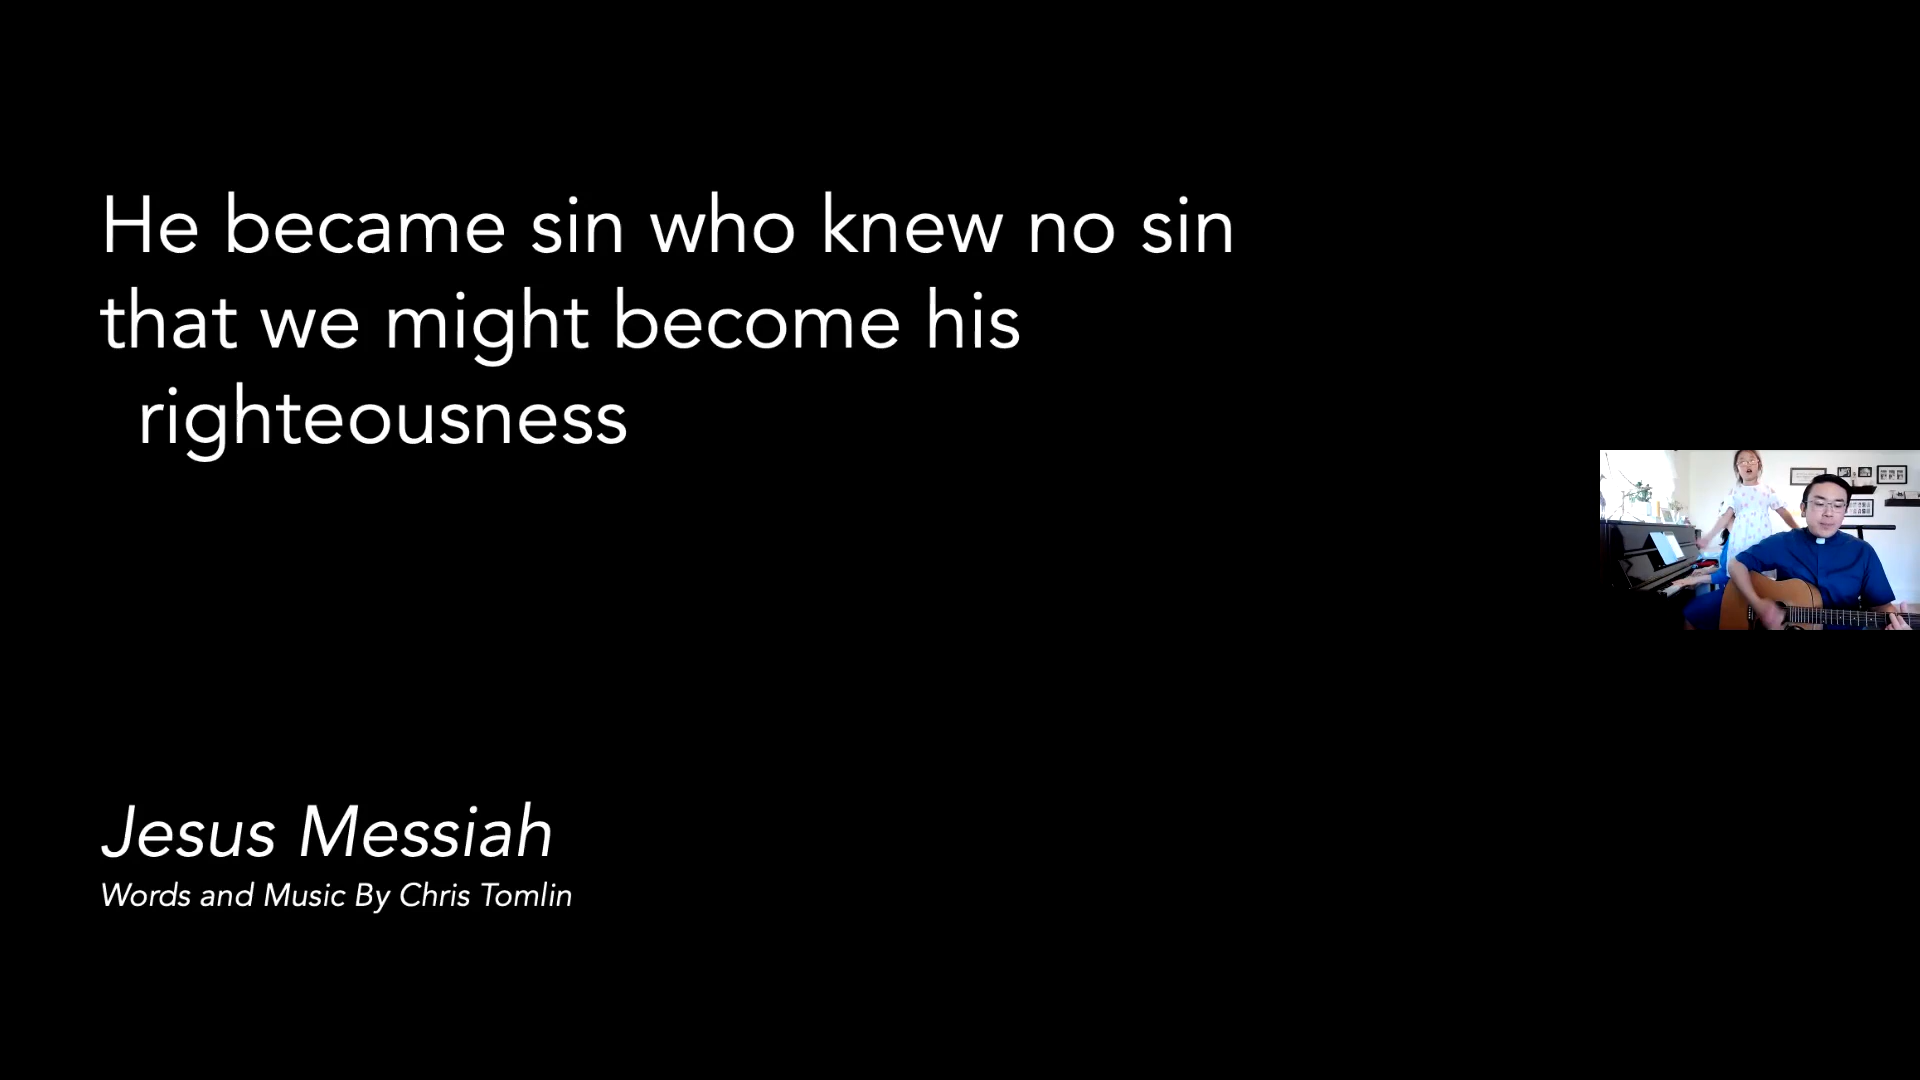 He became sin who knew no sin
that we might become his
righteousness
Jesus Messiah
Words and Music By Chris Tomlin